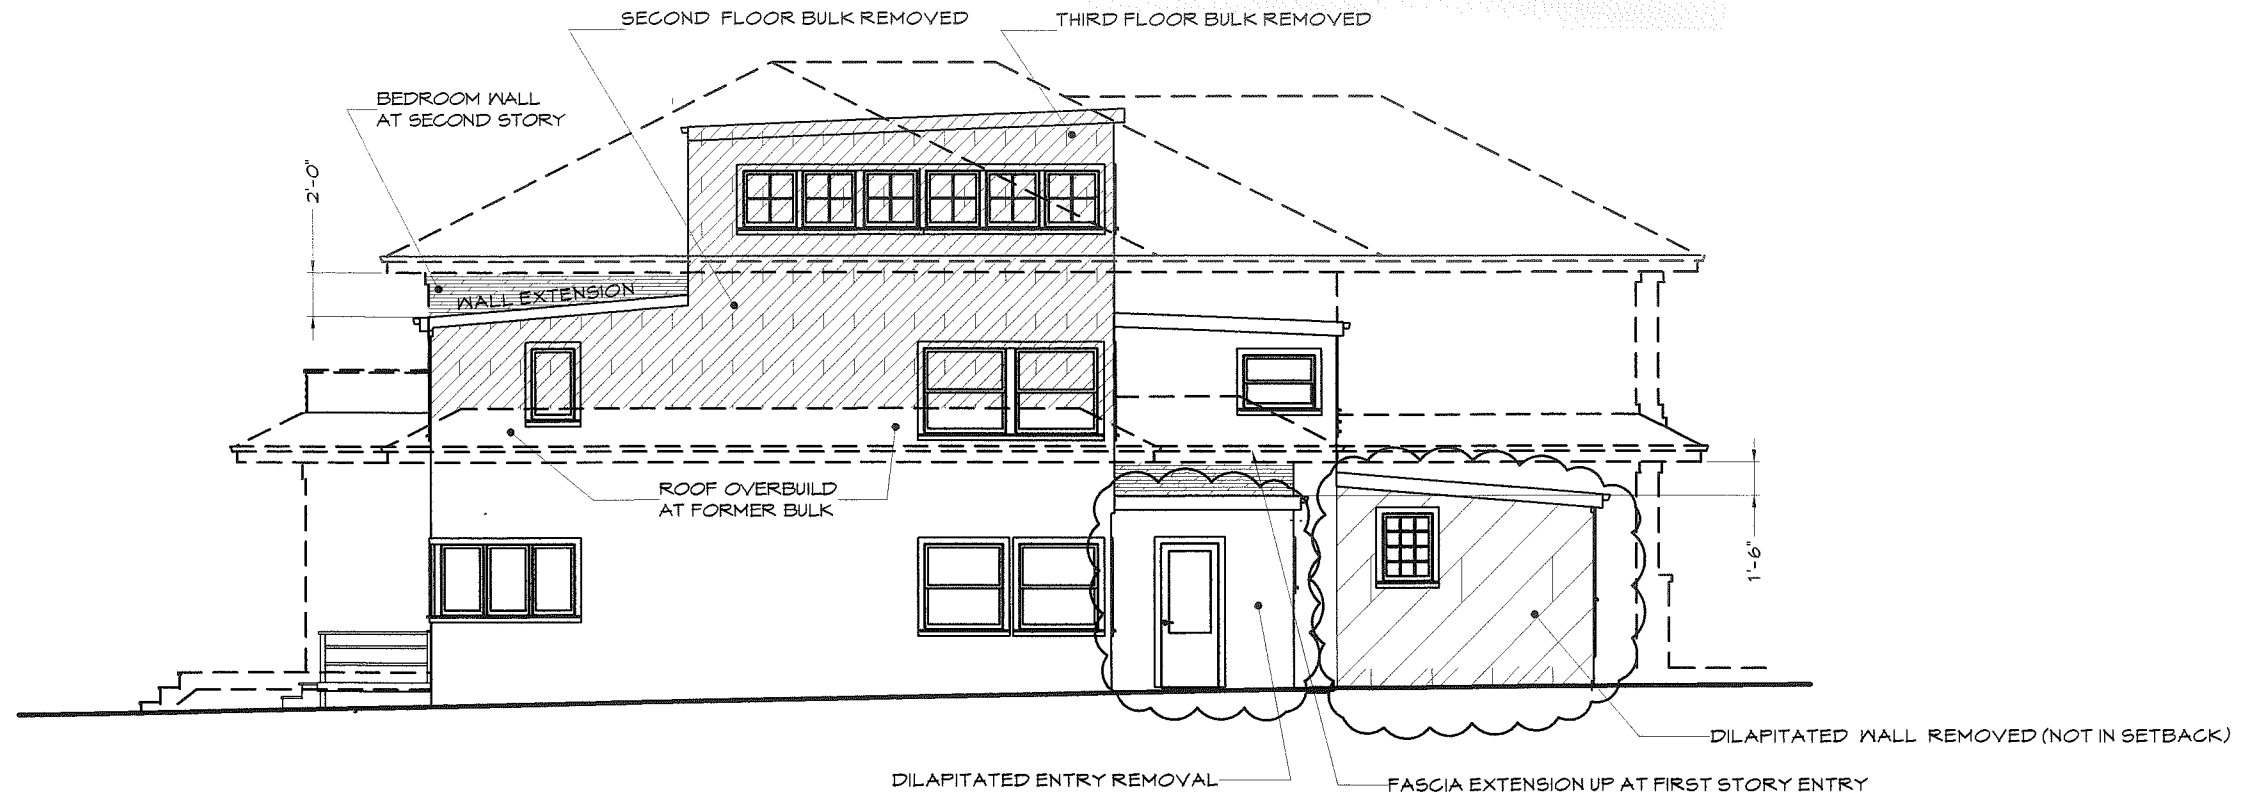 SECOND FLOOR BULK REMOVED
THIRD FLOOR BULK REMOVED
BEDROOM WALL
AT SECOND STORY
2'-0"
WALL EXTENSION
ROOF OVERBUILD
AT FORMER BULK
1'-6"
DILAPITATED WALL REMOVED (NOT IN SETBACK)
DILAPITATED ENTRY REMOVAL
FASCIA EXTENSION UP AT FIRST STORY ENTRY